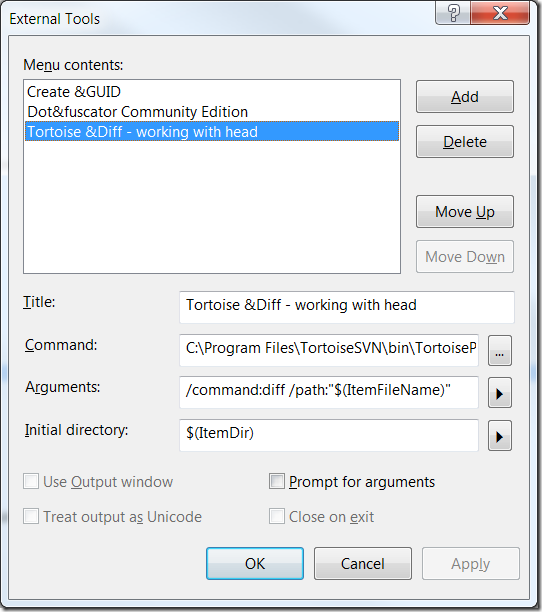 External Tools
Menu contents:
Create &GUID
Dot&fuscator Community Edition
Tortoise &Diff - working with head
Add
Delete
Move Up
Move Down
Title:
Tortoise &Diff - working with head
Command:
C:\Program Files\TortoiseSVN\bin\TortoiseP
...
Arguments:
/command:diff /path:"$(ItemFileName)"
Initial directory:
$(ItemDir)
Use Output window
Prompt for arguments
Treat output as Unicode
Close on exit
OK
Cancel
Apply